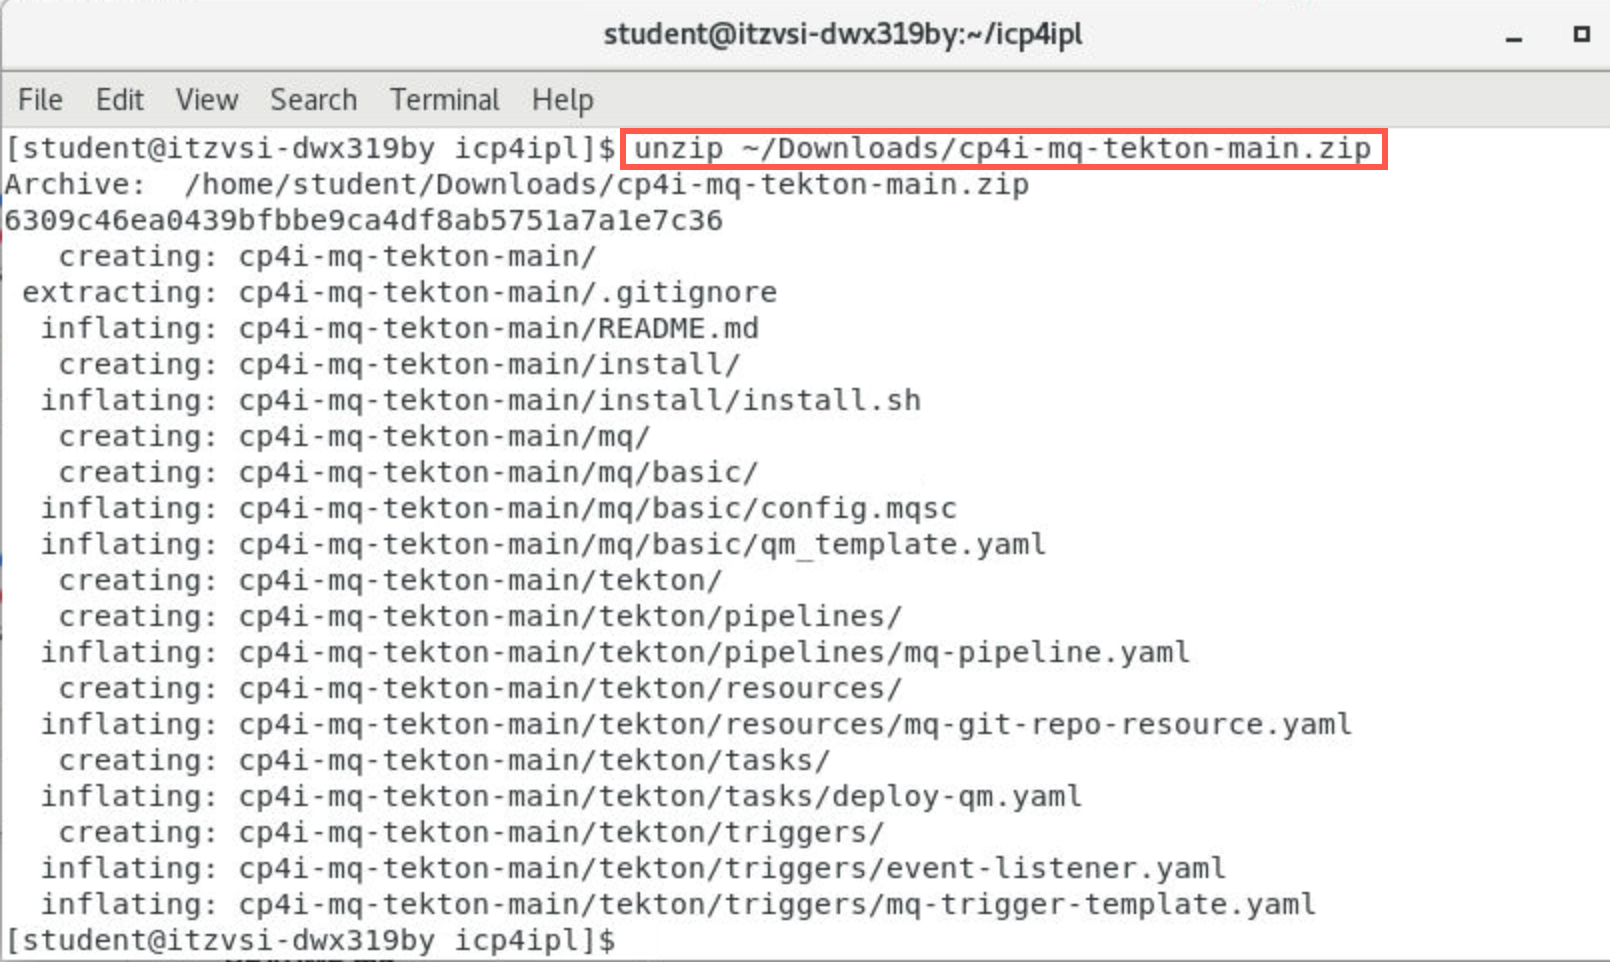 student@itzvsi-dwx319by:~/icp4ipl
File Edit View Search Terminal Help
[student@itzvsi-dwx319by icp4ipl]$ unzip ~/Downloads/cp4i-mq-tekton-main.zip
Archive:  /home/student/Downloads/cp4i-mq-tekton-main.zip
6309c46ea0439bfbbe9ca4df8ab5751a7a1e7c36
   creating: cp4i-mq-tekton-main/
 extracting: cp4i-mq-tekton-main/.gitignore
  inflating: cp4i-mq-tekton-main/README.md
   creating: cp4i-mq-tekton-main/install/
  inflating: cp4i-mq-tekton-main/install/install.sh
   creating: cp4i-mq-tekton-main/mq/
   creating: cp4i-mq-tekton-main/mq/basic/
  inflating: cp4i-mq-tekton-main/mq/basic/config.mqsc
  inflating: cp4i-mq-tekton-main/mq/basic/qm_template.yaml
   creating: cp4i-mq-tekton-main/tekton/
   creating: cp4i-mq-tekton-main/tekton/pipelines/
  inflating: cp4i-mq-tekton-main/tekton/pipelines/mq-pipeline.yaml
   creating: cp4i-mq-tekton-main/tekton/resources/
  inflating: cp4i-mq-tekton-main/tekton/resources/mq-git-repo-resource.yaml
   creating: cp4i-mq-tekton-main/tekton/tasks/
  inflating: cp4i-mq-tekton-main/tekton/tasks/deploy-qm.yaml
   creating: cp4i-mq-tekton-main/tekton/triggers/
  inflating: cp4i-mq-tekton-main/tekton/triggers/event-listener.yaml
  inflating: cp4i-mq-tekton-main/tekton/triggers/mq-trigger-template.yaml
[student@itzvsi-dwx319by icp4ipl]$